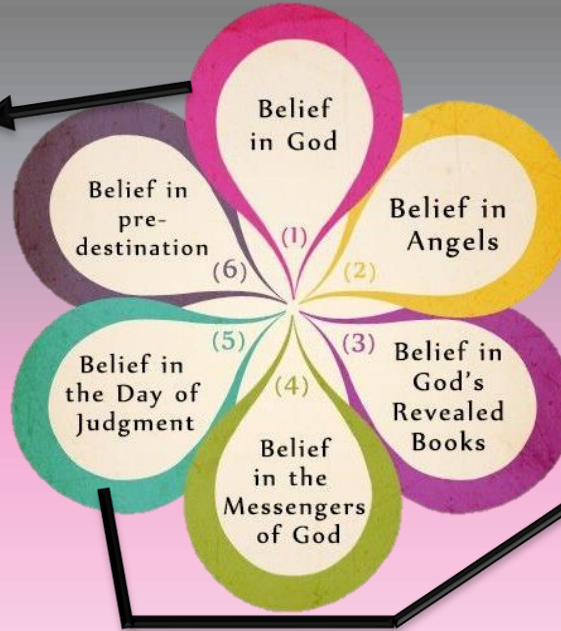 Belief
in God
(1)
Belief in
Angels
(2)
(3)
Belief in
God's
Revealed
Books
(4)
Belief
in the
Messengers
of God
(5)
Belief in
the Day of
Judgment
Belief in
pre-
destination
(6)